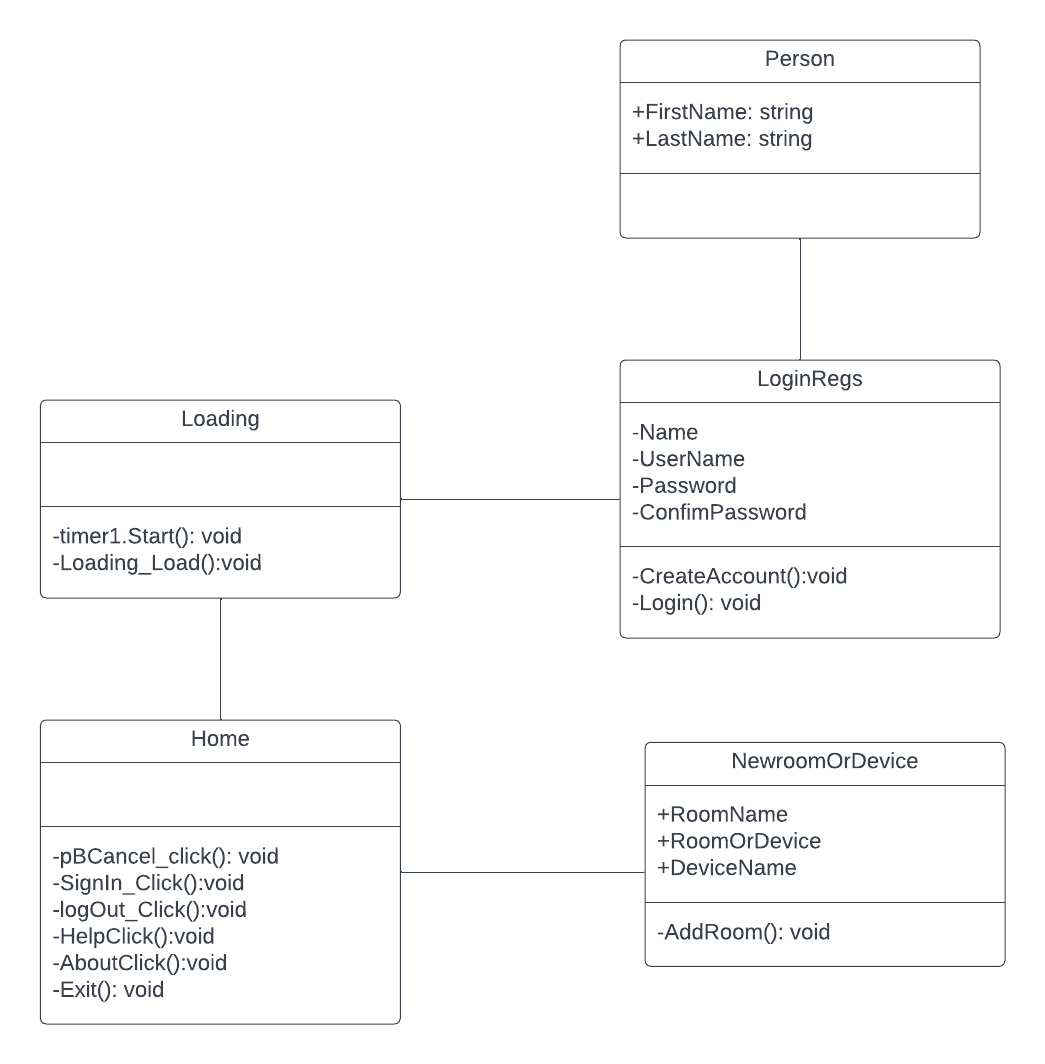 Person
+FirstName: string
+LastName: string
LoginRegs
-Name
-UserName
-Password
-ConfimPassword
-CreateAccount():void
-Login(): void
Loading
-timer1.Start(): void
-Loading_Load():void
Home
-pBCancel_click(): void
-SignIn_Click():void
-logOut_Click():void
-HelpClick():void
-AboutClick():void
-Exit(): void
NewroomOrDevice
+RoomName
+RoomOrDevice
+DeviceName
-AddRoom(): void